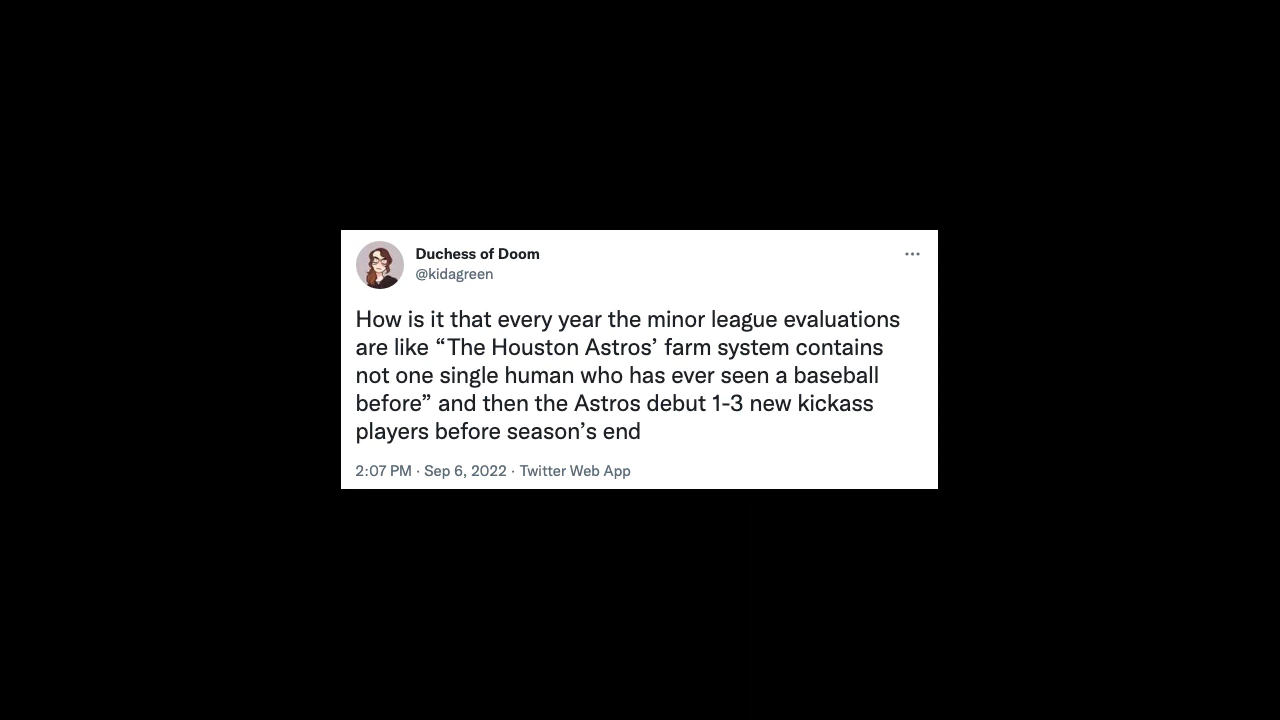 Duchess of Doom
@kidagreen
How is it that every year the minor league evaluations
are like “The Houston Astros’ farm system contains
not one single human who has ever seen a baseball
before” and then the Astros debut 1-3 new kickass
players before season’s end
2:07 PM · Sep 6, 2022 · Twitter Web App